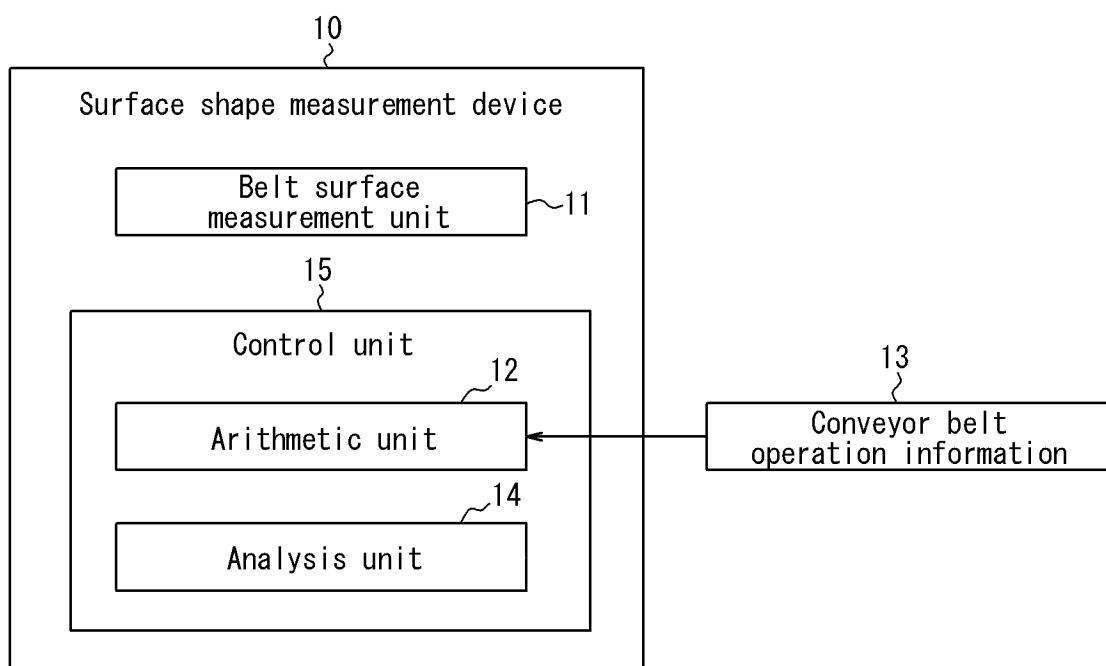 10
Surface shape measurement device
Belt surface
measurement unit
11
15
Control unit
12
Arithmetic unit
13
Conveyor belt
operation information
14
Analysis unit